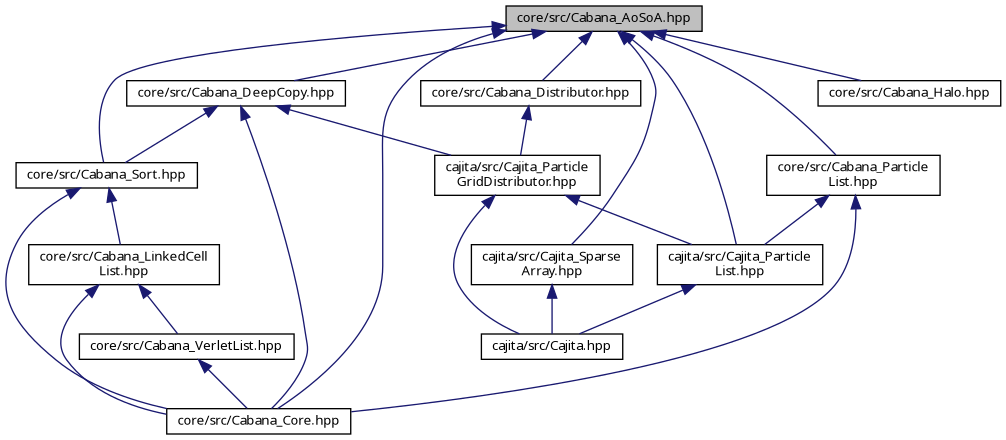 core/src/Cabana_AoSoA.hpp
core/src/Cabana_DeepCopy.hpp
core/src/Cabana_Distributor.hpp
core/src/Cabana_Halo.hpp
core/src/Cabana_Sort.hpp
cajita/src/Cajita_Particle
GridDistributor.hpp
core/src/Cabana_Particle
List.hpp
core/src/Cabana_LinkedCell
List.hpp
cajita/src/Cajita_Sparse
Array.hpp
cajita/src/Cajita_Particle
List.hpp
core/src/Cabana_VerletList.hpp
cajita/src/Cajita.hpp
core/src/Cabana_Core.hpp